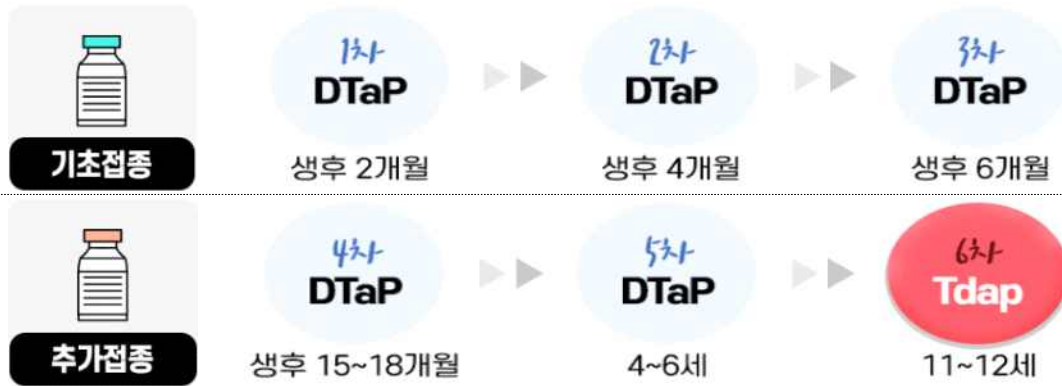 1차 2차 3차
DTaP DTaP DTaP
기초접종 생후 2개월 생후 4개월 생후 6개월
4차 5차 6차
DTaP DTaP Tdap
추가접종 생후 15~18개월 4~6세 11~12세